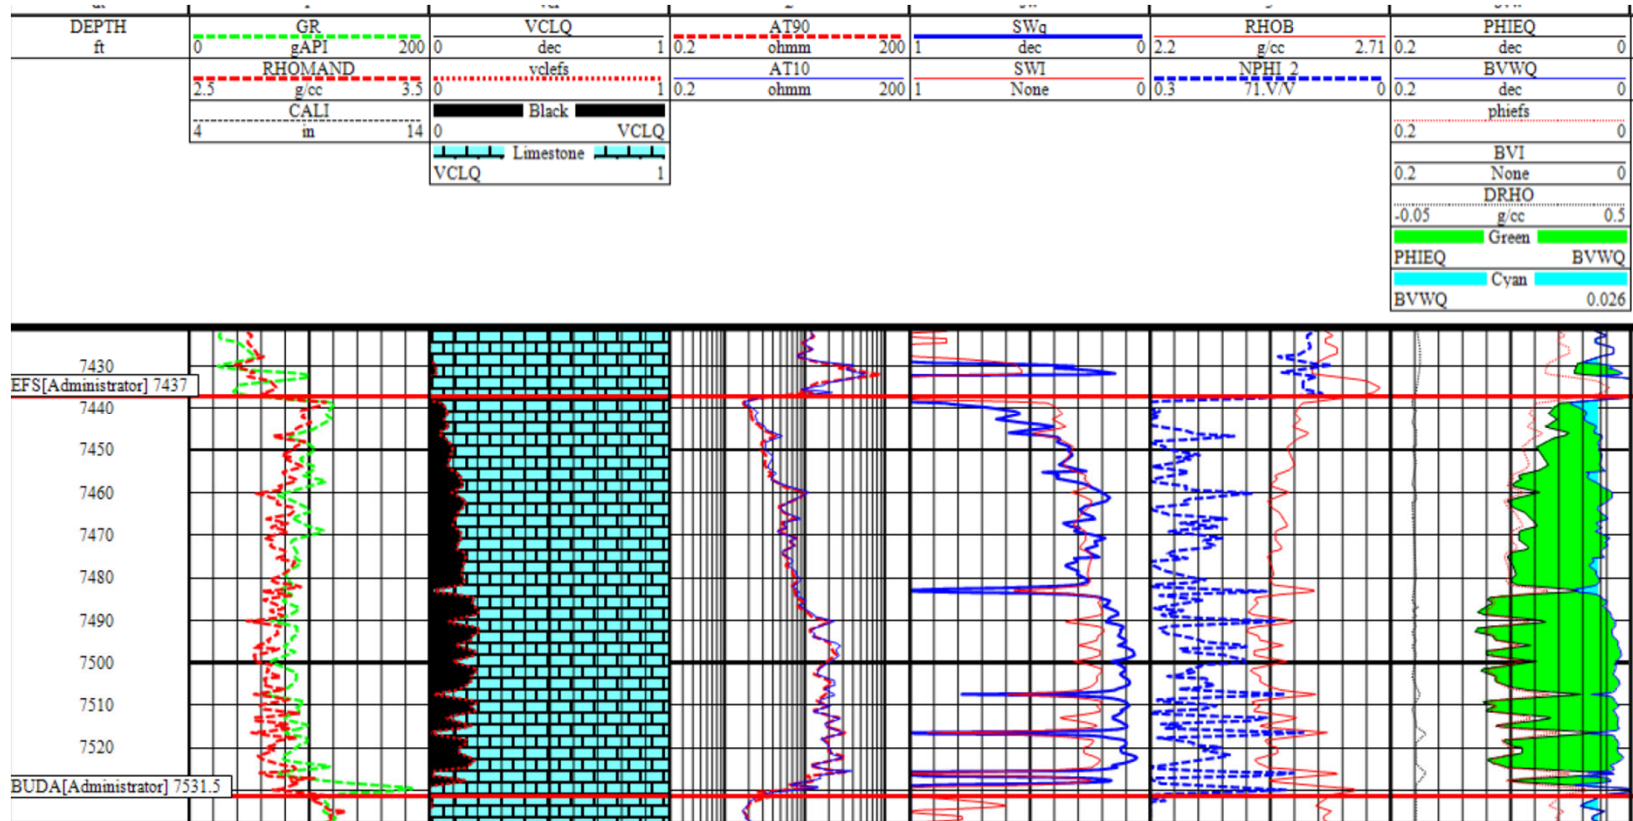 DEPTH GR VCLQ AT90 SWq RHOB PHIEQ
ft 0 gAPI 200 0 dec 1 0.2 ohmm 200 1 dec 0 2.2 g/cc 2.71 0.2 dec 0
RHOMAND vclefs AT10 SWI NPHI_2 BVWQ
2.5 g/cc 3.5 0 1 0.2 ohmm 200 1 None 0 0.3 71.V/V 0 0.2 dec 0
CALI Black phiefs
4 in 14 0 VCLQ 0.2 0
Limestone BVI
VCLQ 1 0.2 None 0
DRHO
-0.05 g/cc 0.5
Green
PHIEQ BVWQ
Cyan
BVWQ 0.026
7430
EFS[Administrator] 7437
7440
7450
7460
7470
7480
7490
7500
7510
7520
BUDA[Administrator] 7531.5